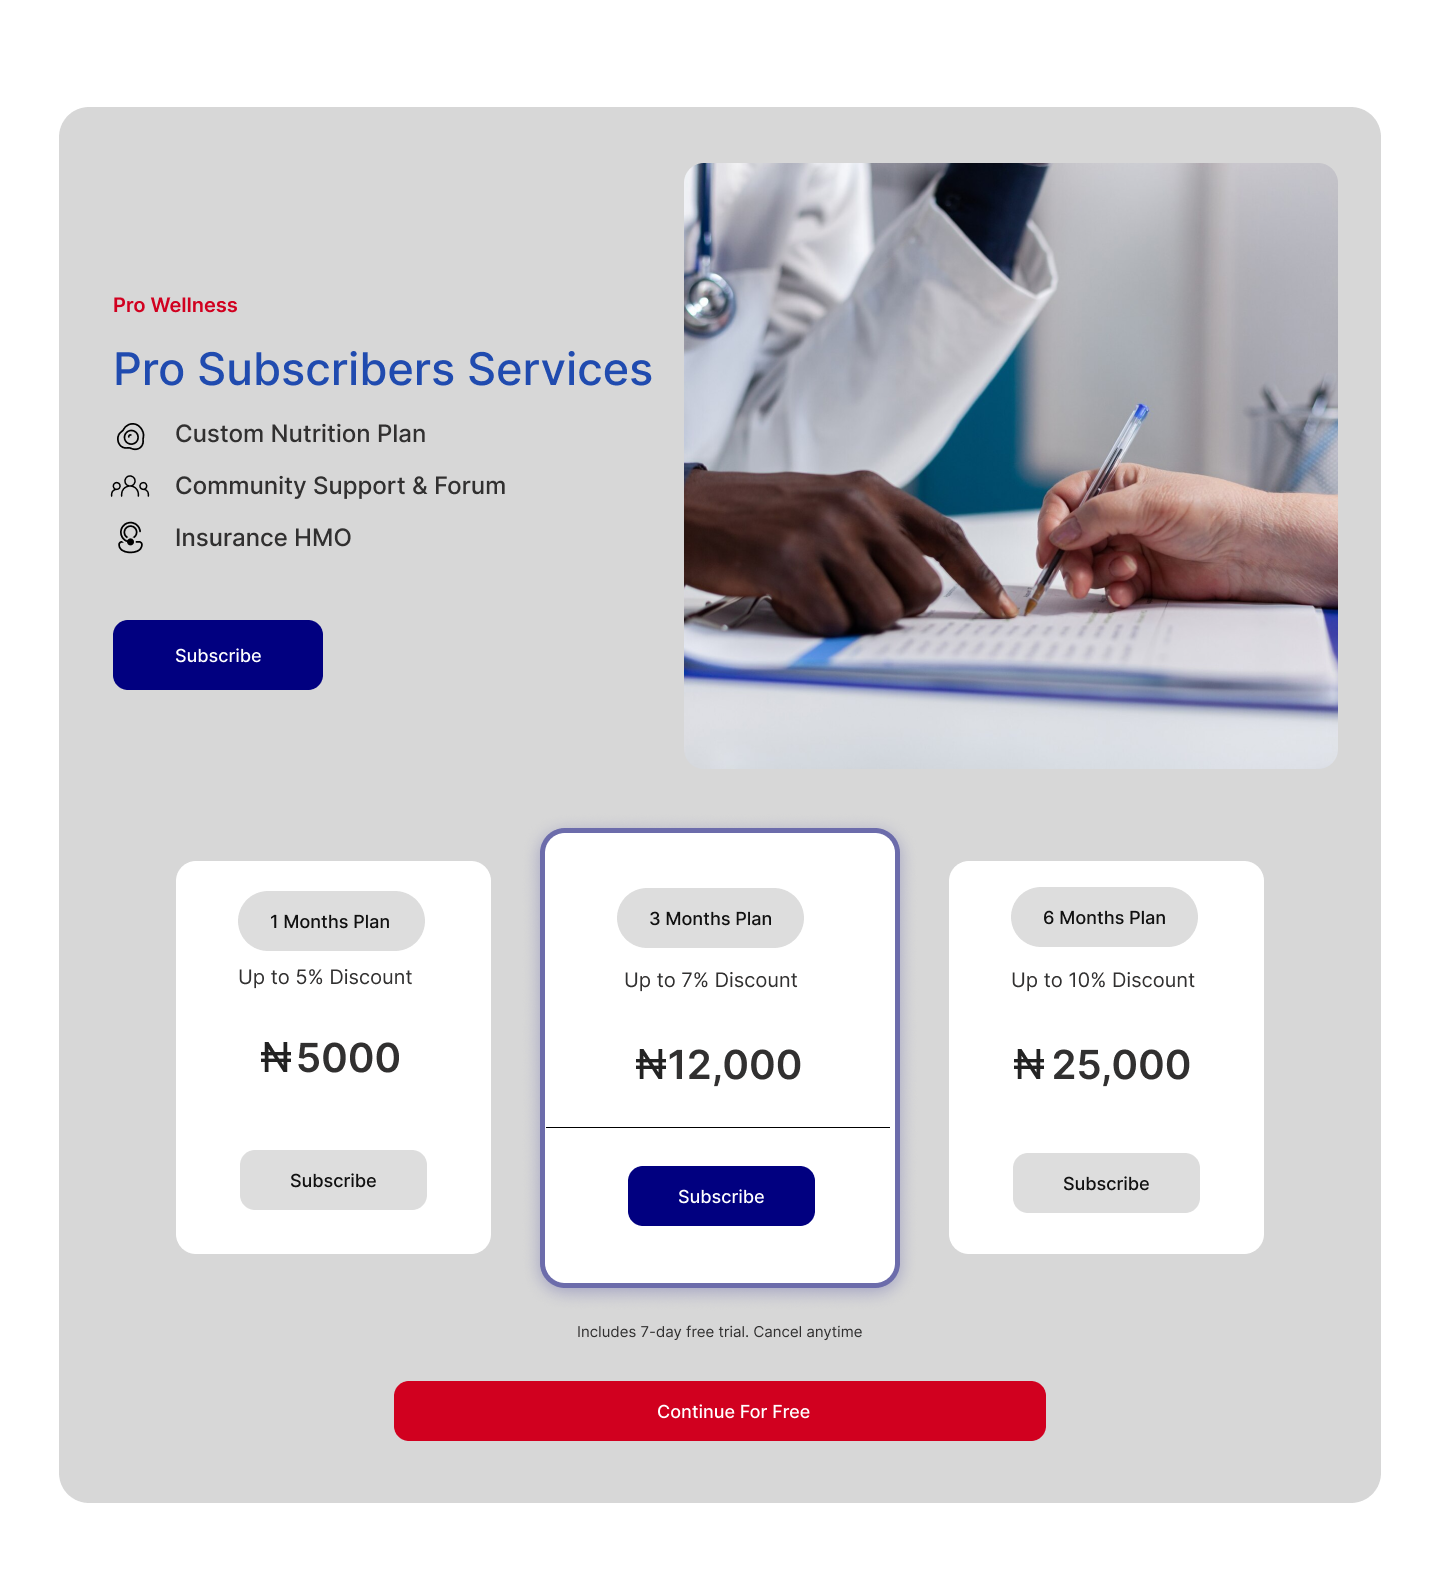 Pro Wellness
Pro Subscribers Services
Custom Nutrition Plan
Community Support & Forum
Insurance HMO
Subscribe
1 Months Plan
Up to 5% Discount
₦5000
Subscribe
3 Months Plan
Up to 7% Discount
₦12,000
Subscribe
6 Months Plan
Up to 10% Discount
₦ 25,000
Subscribe
Includes 7-day free trial. Cancel anytime
Continue For Free